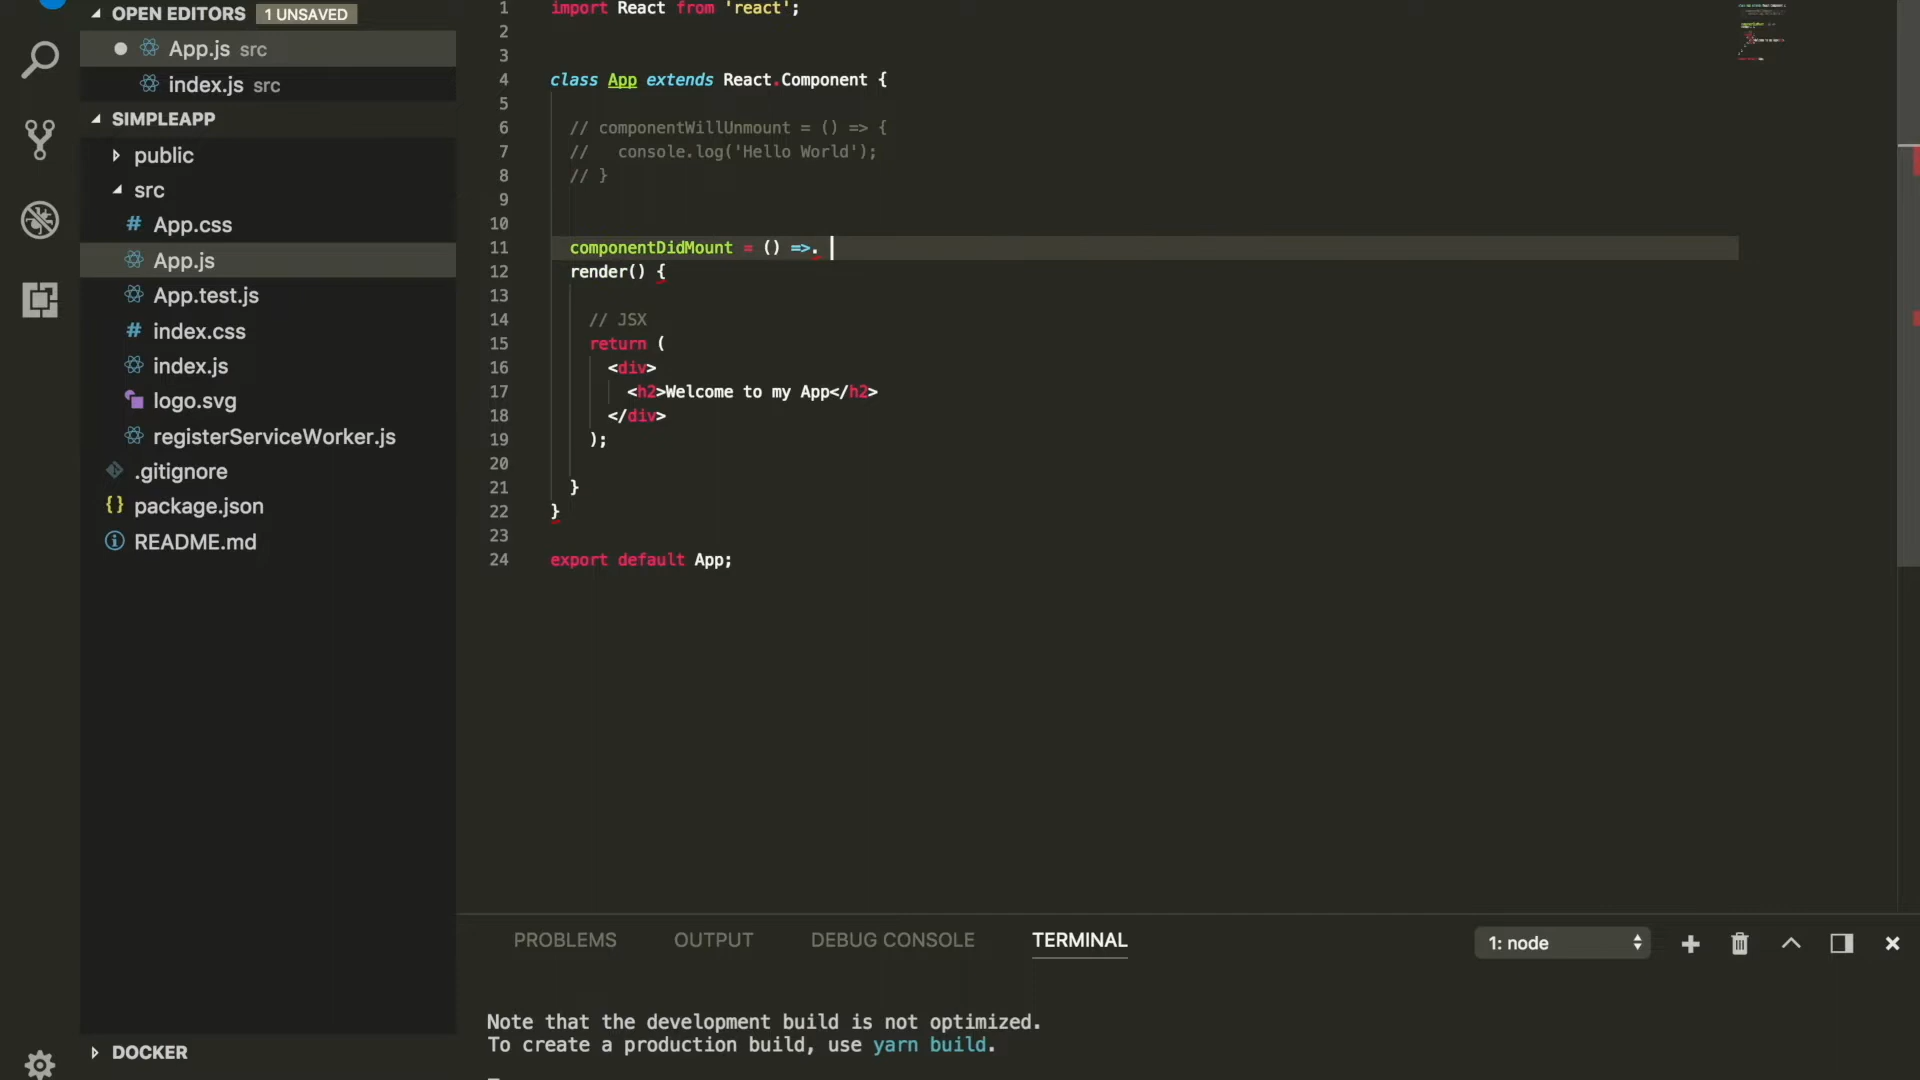 OPEN EDITORS 1 UNSAVED
App.js src
index.js src
SIMPLEAPP
public
src
App.css
App.js
App.test.js
index.css
index.js
logo.svg
registerServiceWorker.js
.gitignore
package.json
README.md
DOCKER
1 import React from 'react';
2
3
4 class App extends React.Component {
5
6 // componentWillUnmount = () => {
7 //   console.log('Hello World');
8 // }
9
10
11 componentDidMount = () =>.
12 render() {
13
14 // JSX
15 return (
16 <div>
17 <h2>Welcome to my App</h2>
18 </div>
19 );
20
21 }
22 }
23
24 export default App;
PROBLEMS OUTPUT DEBUG CONSOLE TERMINAL 1: node
Note that the development build is not optimized.
To create a production build, use yarn build.